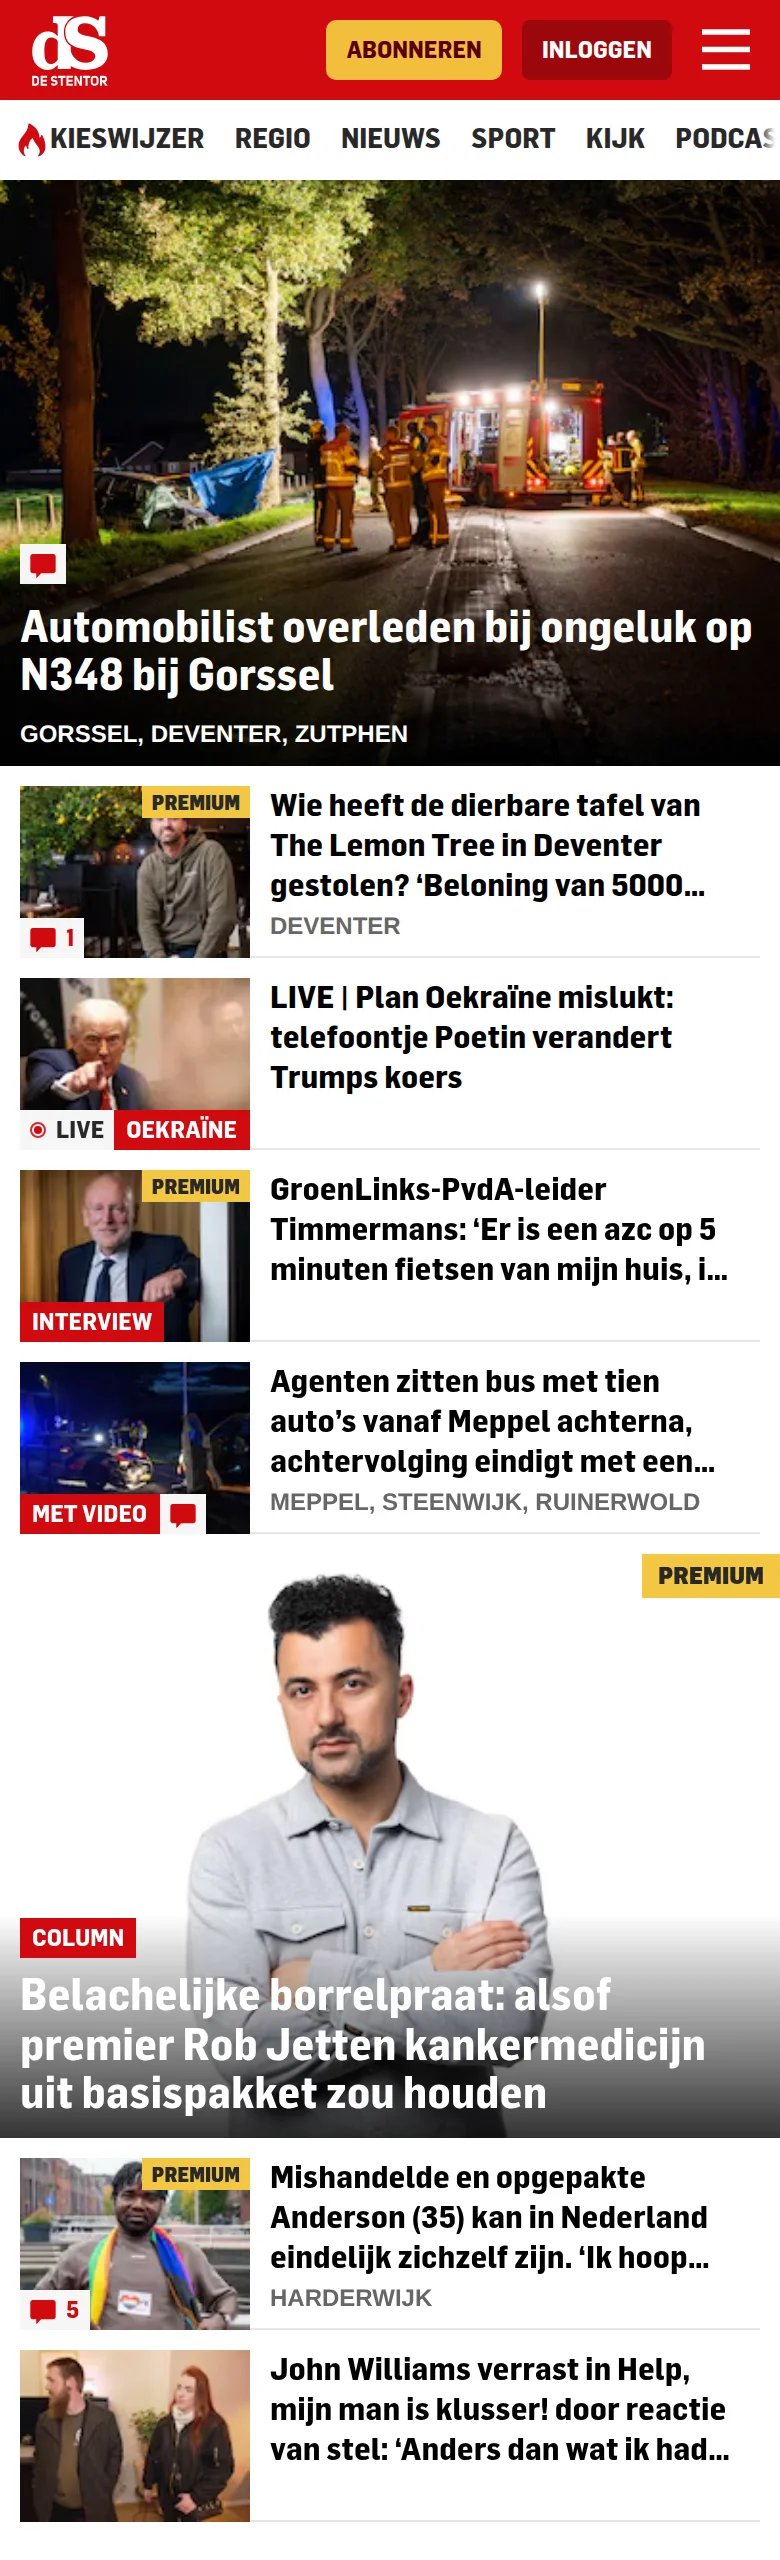 dS
DE STENTOR
ABONNEREN
INLOGGEN
KIESWIJZER REGIO NIEUWS SPORT KIJK PODCAS
Automobilist overleden bij ongeluk op
N348 bij Gorssel
GORSSEL, DEVENTER, ZUTPHEN
PREMIUM
1
Wie heeft de dierbare tafel van
The Lemon Tree in Deventer
gestolen? ‘Beloning van 5000...
DEVENTER
LIVE OEKRAÏNE
LIVE | Plan Oekraïne mislukt:
telefoontje Poetin verandert
Trumps koers
PREMIUM
INTERVIEW
GroenLinks-PvdA-leider
Timmermans: ‘Er is een azc op 5
minuten fietsen van mijn huis, i...
MET VIDEO
Agenten zitten bus met tien
auto’s vanaf Meppel achterna,
achtervolging eindigt met een...
MEPPEL, STEENWIJK, RUINERWOLD
PREMIUM
COLUMN
Belachelijke borrelpraat: alsof
premier Rob Jetten kankermedicijn
uit basispakket zou houden
PREMIUM
5
Mishandelde en opgepakte
Anderson (35) kan in Nederland
eindelijk zichzelf zijn. ‘Ik hoop...
HARDERWIJK
John Williams verrast in Help,
mijn man is klusser! door reactie
van stel: ‘Anders dan wat ik had...